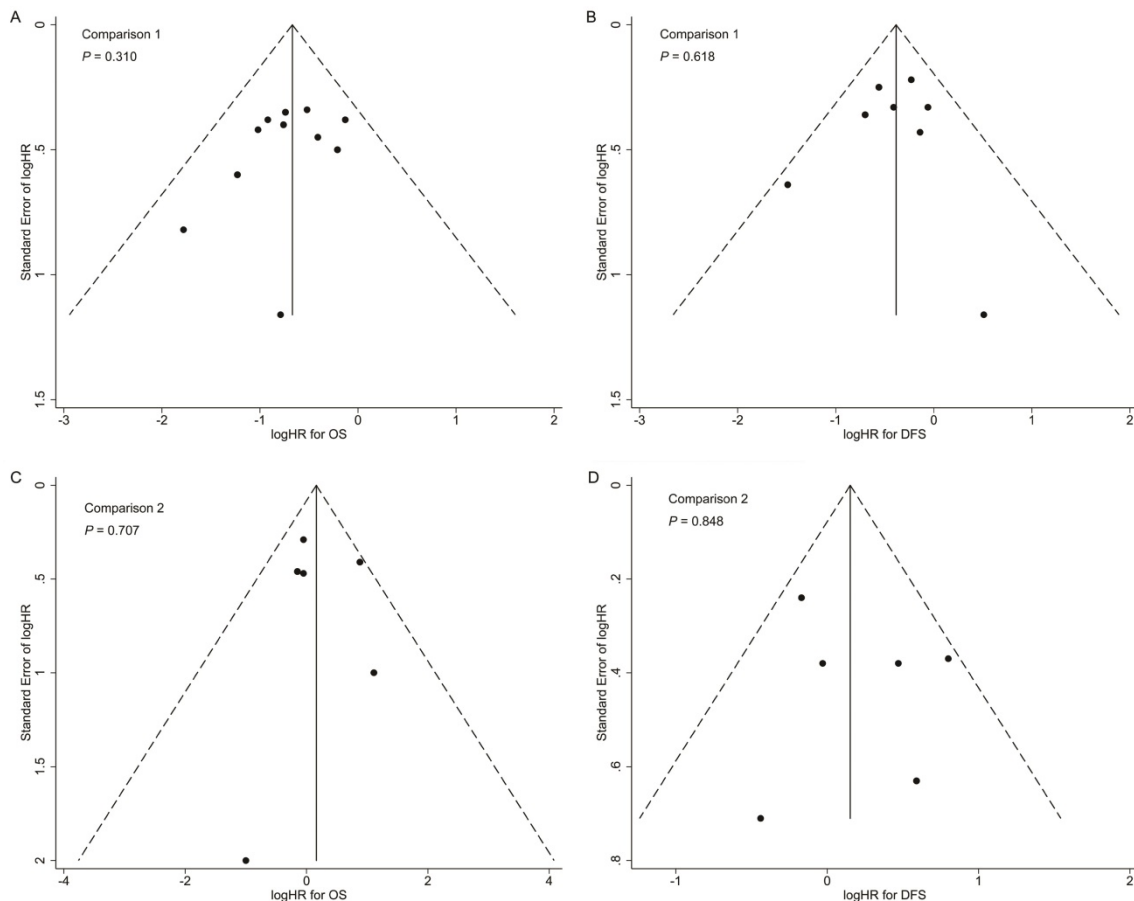 A
Comparison 1
P = 0.310
Standard Error of logHR
0
.5
1
1.5
-3
-2
-1
0
1
2
logHR for OS
B
Comparison 1
P = 0.618
Standard Error of logHR
0
.5
1
1.5
-3
-2
-1
0
1
2
logHR for DFS
C
Comparison 2
P = 0.707
Standard Error of logHR
0
.5
1
1.5
2
-4
-2
0
2
4
logHR for OS
D
Comparison 2
P = 0.848
Standard Error of logHR
0
.2
.4
.6
.8
-1
0
1
2
logHR for DFS